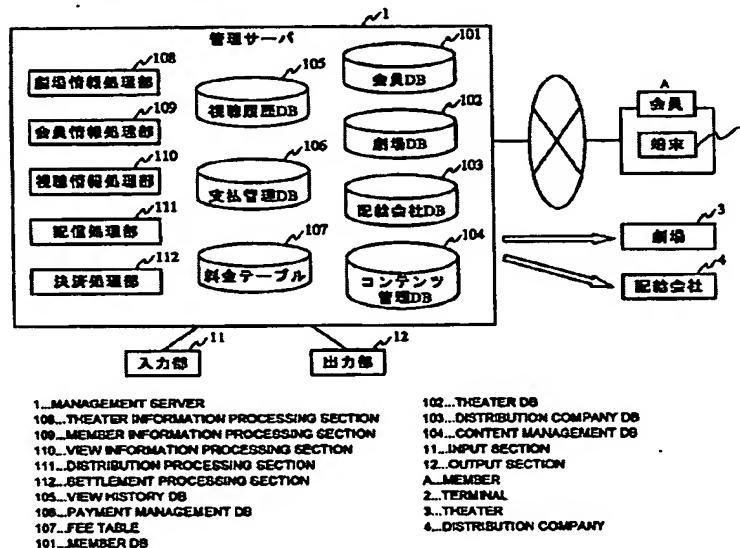 1
管理サーバ
108
劇場情報処理部
109
会員情報処理部
110
視聴情報処理部
111
配信処理部
112
決済処理部
105
視聴履歴DB
106
支払管理DB
107
料金テーブル
101
会員DB
102
劇場DB
103
配給会社DB
104
コンテンツ
管理DB
A
会員
端末
3
劇場
4
配給会社
11
入力部
12
出力部
1...MANAGEMENT SERVER
108...THEATER INFORMATION PROCESSING SECTION
109...MEMBER INFORMATION PROCESSING SECTION
110...VIEW INFORMATION PROCESSING SECTION
111...DISTRIBUTION PROCESSING SECTION
112...SETTLEMENT PROCESSING SECTION
105...VIEW HISTORY DB
106...PAYMENT MANAGEMENT DB
107...FEE TABLE
101...MEMBER DB
102...THEATER DB
103...DISTRIBUTION COMPANY DB
104...CONTENT MANAGEMENT DB
11...INPUT SECTION
12...OUTPUT SECTION
A...MEMBER
2...TERMINAL
3...THEATER
4...DISTRIBUTION COMPANY